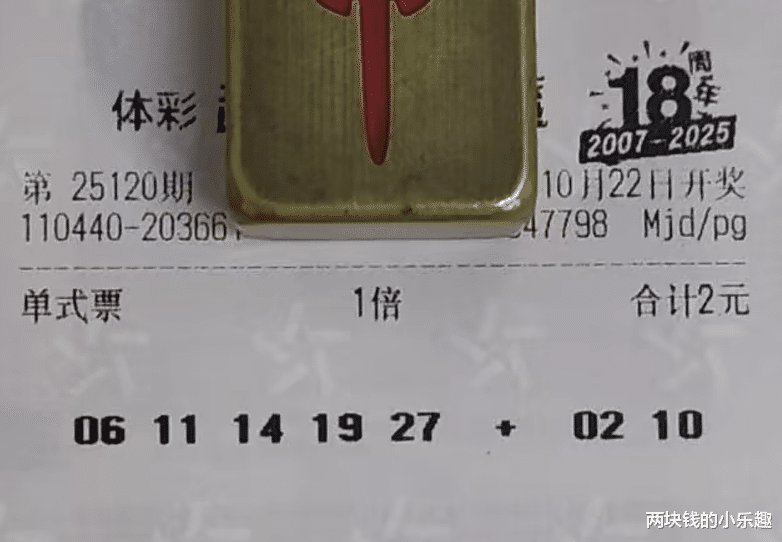 体彩
18周年
2007-2025
第 25120期 10月22日开奖
110440-20366 47798 Mjd/pg
单式票 1倍 合计2元
06 11 14 19 27 + 02 10
两块钱的小乐趣